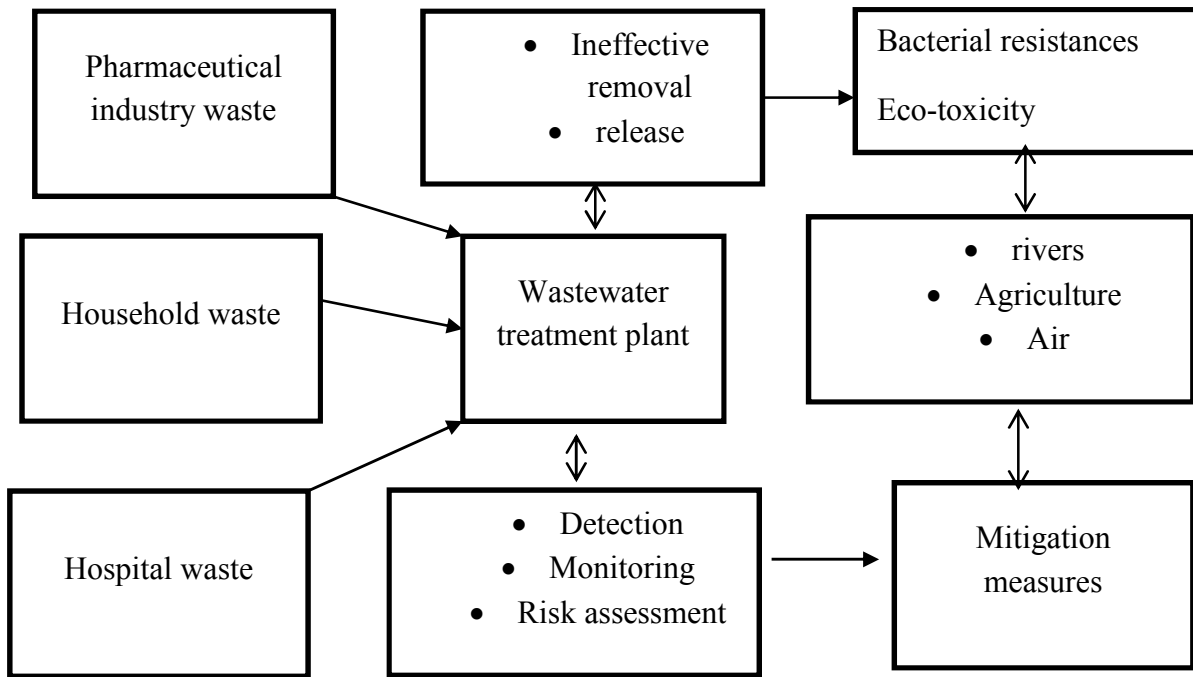 Pharmaceutical
industry waste
• Ineffective
removal
• release
Bacterial resistances
Eco-toxicity
Household waste
Wastewater
treatment plant
• rivers
• Agriculture
• Air
Hospital waste
• Detection
• Monitoring
• Risk assessment
Mitigation
measures